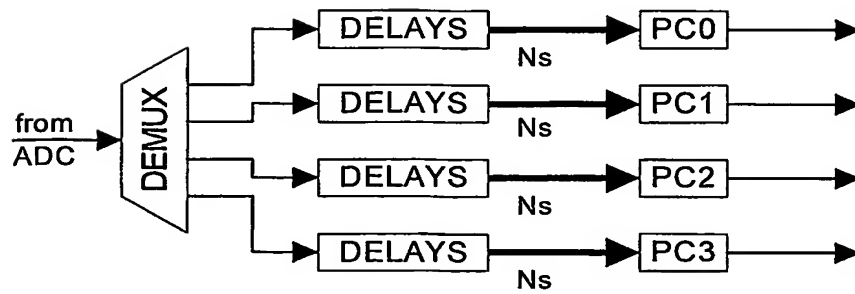 DELAYS
PC0
Ns
DELAYS
PC1
Ns
from
ADC
DEMUX
DELAYS
PC2
Ns
DELAYS
PC3
Ns